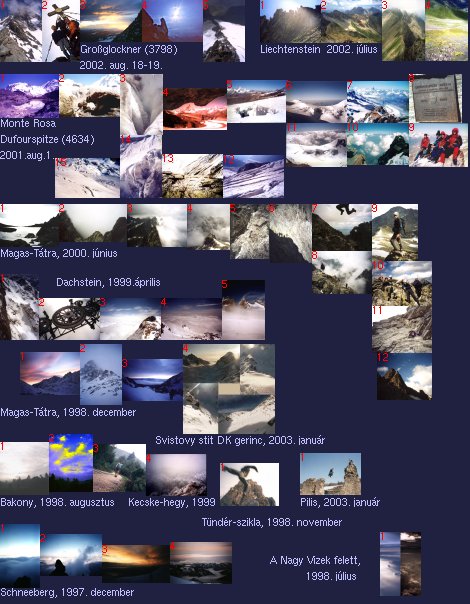 1 2 3 4 5
Großglockner (3798)
2002. aug. 18-19.
1 2 3 4
Liechtenstein 2002. július
1 2 3 4 5 6 7 8
Monte Rosa
Dufourspitze (4634)
2001.aug.1.
15 14 13 12 11 10 9
1 2 3 4 5 6 7 9
Magas-Tátra, 2000. június
8 10
11
12
Dachstein, 1999.április
1 2 3 4 5
1 2 3
Magas-Tátra, 1998. december
4
Svistovy stit DK gerinc, 2003. január
1 2 3
Bakony, 1998. augusztus
4
Kecske-hegy, 1999
1
Tündér-szikla, 1998. november
1
Pilis, 2003. január
1 2 3 4
Schneeberg, 1997. december
A Nagy Vizek felett,
1998. július
1